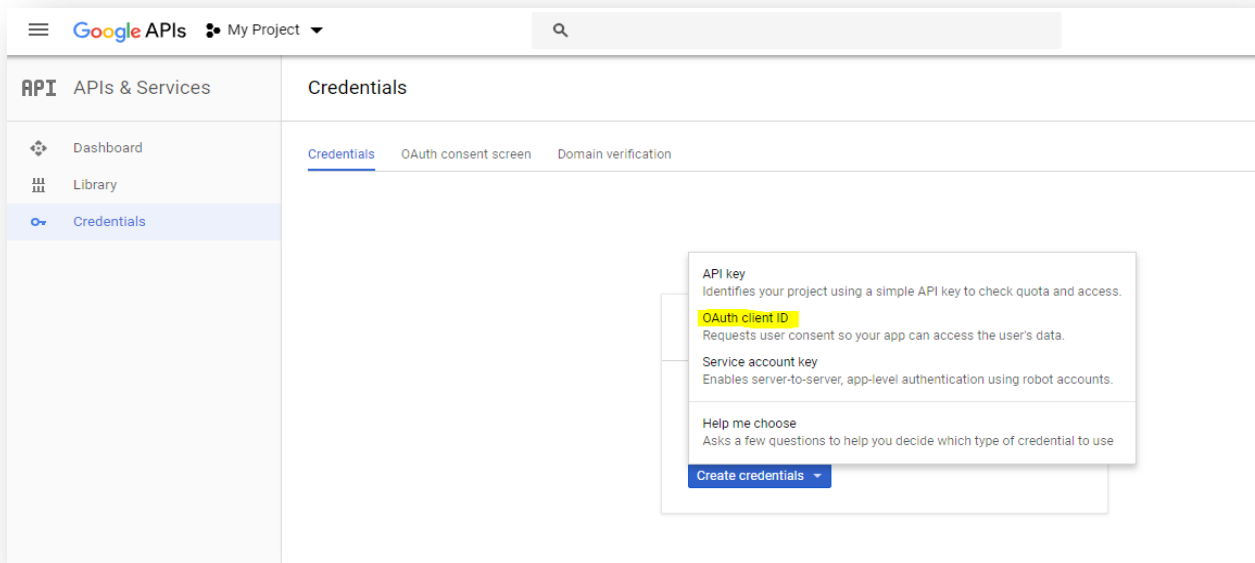 Google APIs My Project
API APIs & Services
Credentials
Dashboard
Library
Credentials
Credentials OAuth consent screen Domain verification
API key
Identifies your project using a simple API key to check quota and access.
OAuth client ID
Requests user consent so your app can access the user's data.
Service account key
Enables server-to-server, app-level authentication using robot accounts.
Help me choose
Asks a few questions to help you decide which type of credential to use
Create credentials